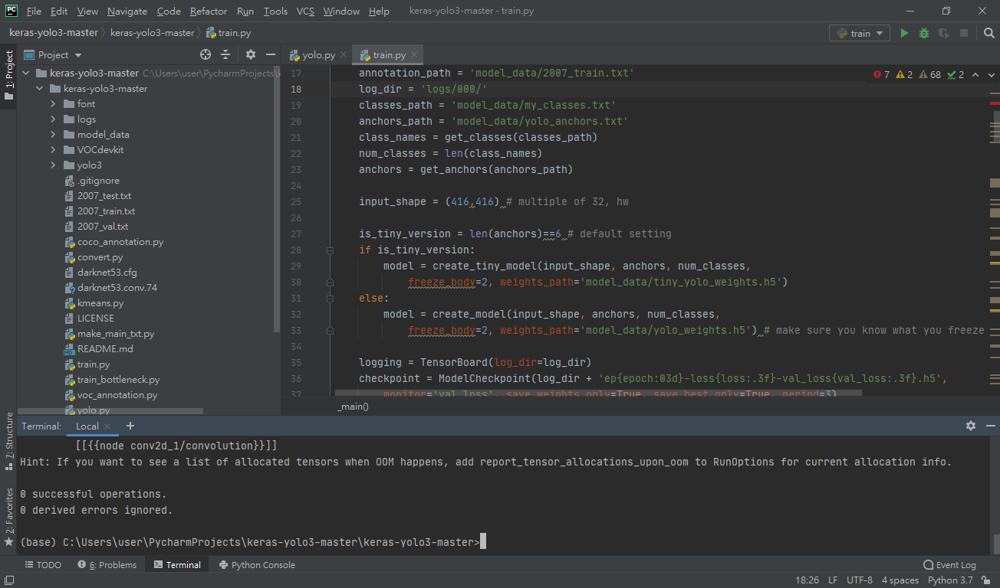 PC File Edit View Navigate Code Refactor Run Tools VCS Window Help keras-yolo3-master - train.py
keras-yolo3-master keras-yolo3-master train.py train
Project
yolo.py train.py
1: Project
keras-yolo3-master C:\Users\user\PycharmProjects\k
keras-yolo3-master
font
logs
model_data
VOCdevkit
yolo3
.gitignore
2007_test.txt
2007_train.txt
2007_val.txt
coco_annotation.py
convert.py
darknet53.cfg
darknet53.conv.74
kmeans.py
LICENSE
make_main_txt.py
README.md
train.py
train_bottleneck.py
voc_annotation.py
yolo.py
7 2 68 2
17 annotation_path = 'model_data/2007_train.txt'
18 log_dir = 'logs/000/'
19 classes_path = 'model_data/my_classes.txt'
20 anchors_path = 'model_data/yolo_anchors.txt'
21 class_names = get_classes(classes_path)
22 num_classes = len(class_names)
23 anchors = get_anchors(anchors_path)
24
25 input_shape = (416,416) # multiple of 32, hw
26
27 is_tiny_version = len(anchors)==6 # default setting
28 if is_tiny_version:
29 model = create_tiny_model(input_shape, anchors, num_classes,
30 freeze_body=2, weights_path='model_data/tiny_yolo_weights.h5')
31 else:
32 model = create_model(input_shape, anchors, num_classes,
33 freeze_body=2, weights_path='model_data/yolo_weights.h5') # make sure you know what you freeze
34
35 logging = TensorBoard(log_dir=log_dir)
36 checkpoint = ModelCheckpoint(log_dir + 'ep{epoch:03d}-loss{loss:.3f}-val_loss{val_loss:.3f}.h5',
37 monitor='val_loss', save_weights_only=True, save_best_only=True, period=3)
_main()
Terminal: Local +
7: Structure
2: Favorites
[[{{node conv2d_1/convolution}}]]
Hint: If you want to see a list of allocated tensors when OOM happens, add report_tensor_allocations_upon_oom to RunOptions for current allocation info.
0 successful operations.
0 derived errors ignored.
(base) C:\Users\user\PycharmProjects\keras-yolo3-master\keras-yolo3-master>
TODO 6: Problems Terminal Python Console Event Log
18:26 LF UTF-8 4 spaces Python 3.7